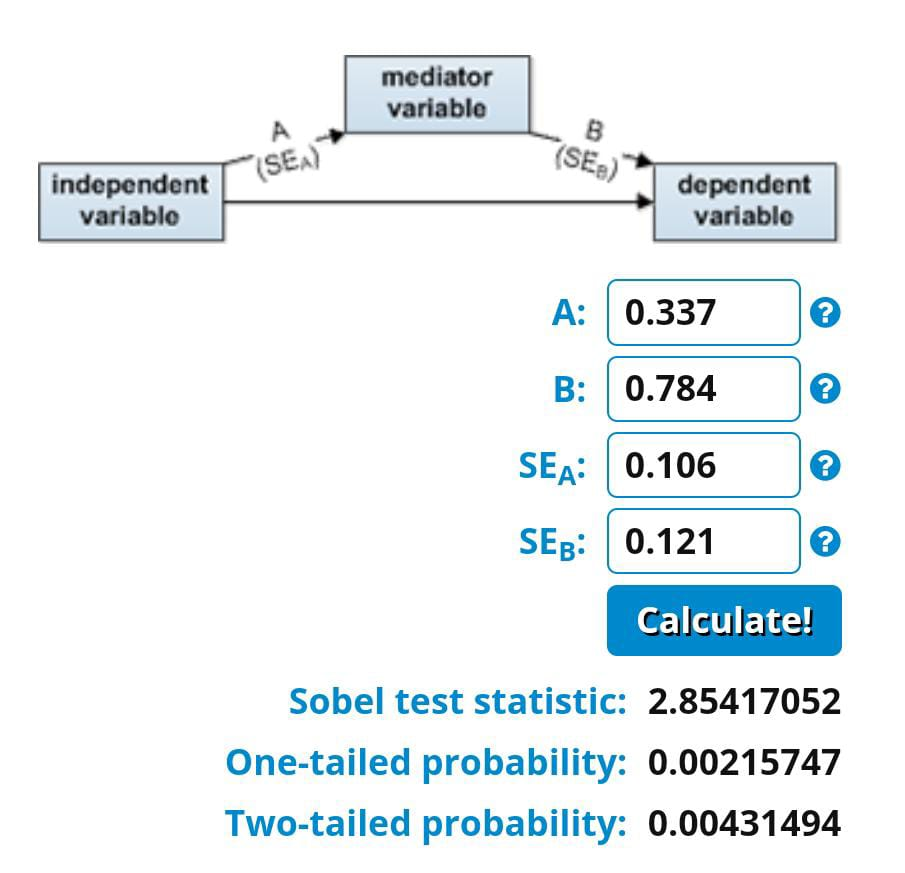 mediator
variable
A
(SEA)
B
(SEB)
independent
variable
dependent
variable
A: 0.337 ?
B: 0.784 ?
SEA: 0.106 ?
SEB: 0.121 ?
Calculate!
Sobel test statistic: 2.85417052
One-tailed probability: 0.00215747
Two-tailed probability: 0.00431494